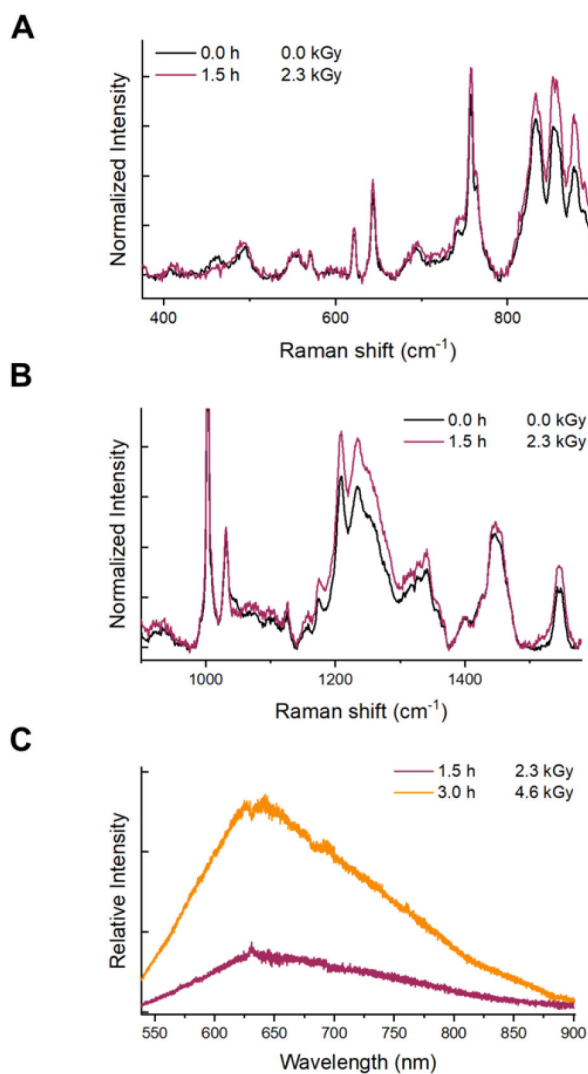 A
0.0 h 0.0 kGy
1.5 h 2.3 kGy
Normalized Intensity
400 600 800
Raman shift (cm⁻¹)
B
0.0 h 0.0 kGy
1.5 h 2.3 kGy
Normalized Intensity
1000 1200 1400
Raman shift (cm⁻¹)
C
1.5 h 2.3 kGy
3.0 h 4.6 kGy
Relative Intensity
550 600 650 700 750 800 850 900
Wavelength (nm)